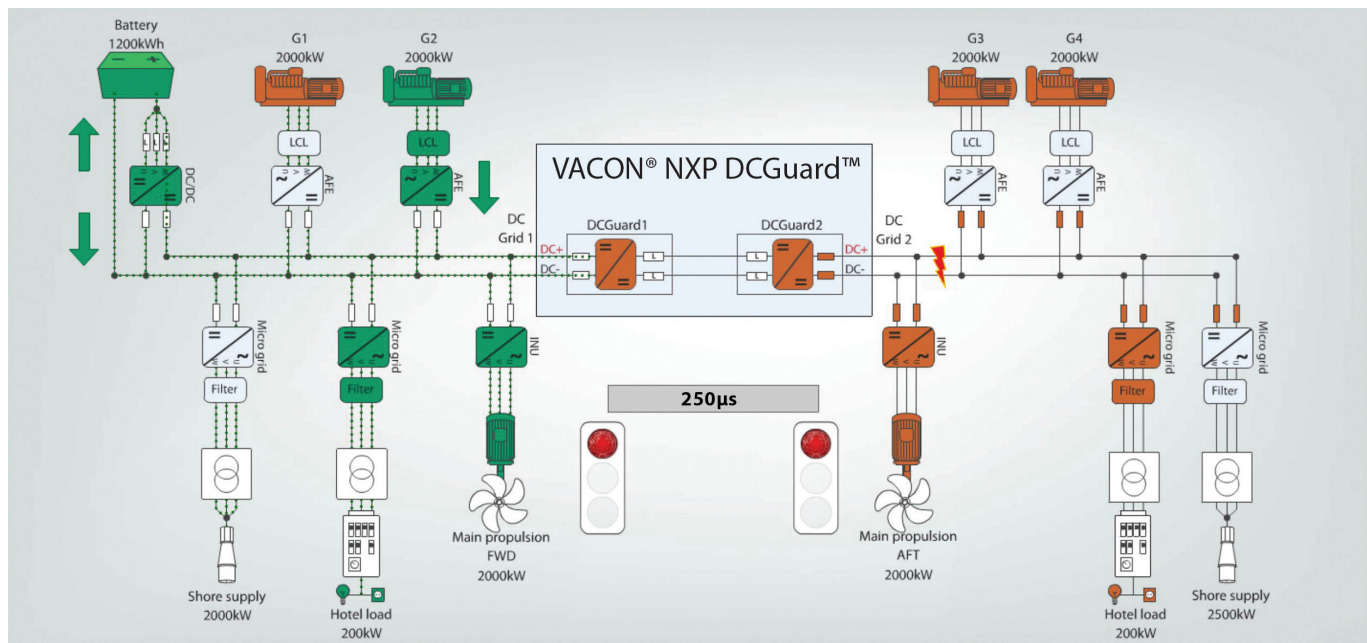 Battery
1200kWh
G1
2000kW
G2
2000kW
G3
2000kW
G4
2000kW
LCL
LCL
LCL
LCL
U V W
DC/DC
U V W
AFE
U V W
AFE
U V W
AFE
U V W
AFE
VACON® NXP DCGuard™
DC
Grid 1
DCGuard1
DCGuard2
DC
Grid 2
DC+
DC-
L
L
L
L
DC+
DC-
W V U
Micro grid
W V U
Micro grid
W V U
INU
W V U
INU
W V U
Micro grid
W V U
Micro grid
Filter
Filter
Filter
Filter
250µs
Main propulsion
FWD
2000kW
Main propulsion
AFT
2000kW
Shore supply
2000kW
Hotel load
200kW
Hotel load
200kW
Shore supply
2500kW